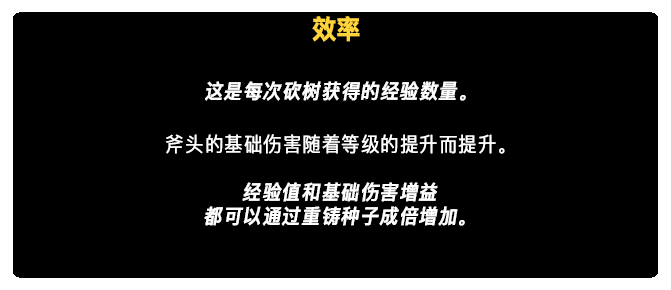 效率
这是每次砍树获得的经验数量。
斧头的基础伤害随着等级的提升而提升。
经验值和基础伤害增益
都可以通过重铸种子成倍增加。